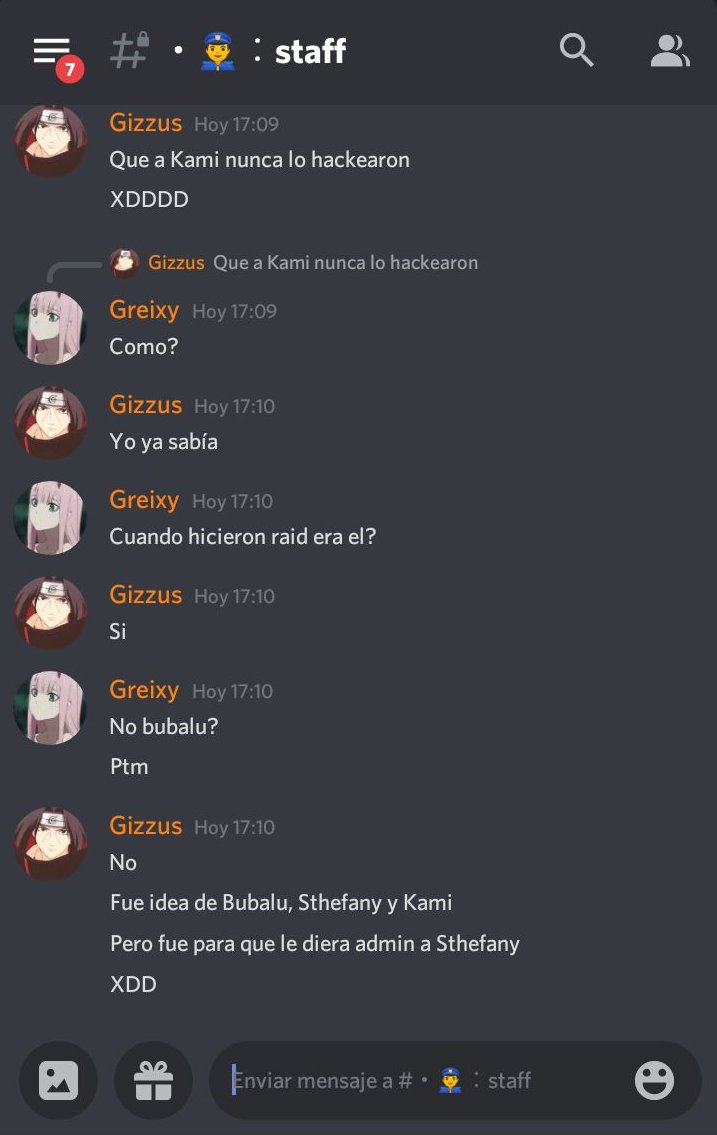 7
# • 👮 : staff
Gizzus Hoy 17:09
Que a Kami nunca lo hackearon
XDDDD
Gizzus Que a Kami nunca lo hackearon
Greixy Hoy 17:09
Como?
Gizzus Hoy 17:10
Yo ya sabía
Greixy Hoy 17:10
Cuando hicieron raid era el?
Gizzus Hoy 17:10
Si
Greixy Hoy 17:10
No bubalu?
Ptm
Gizzus Hoy 17:10
No
Fue idea de Bubalu, Sthefany y Kami
Pero fue para que le diera admin a Sthefany
XDD
Enviar mensaje a # • 👮 : staff